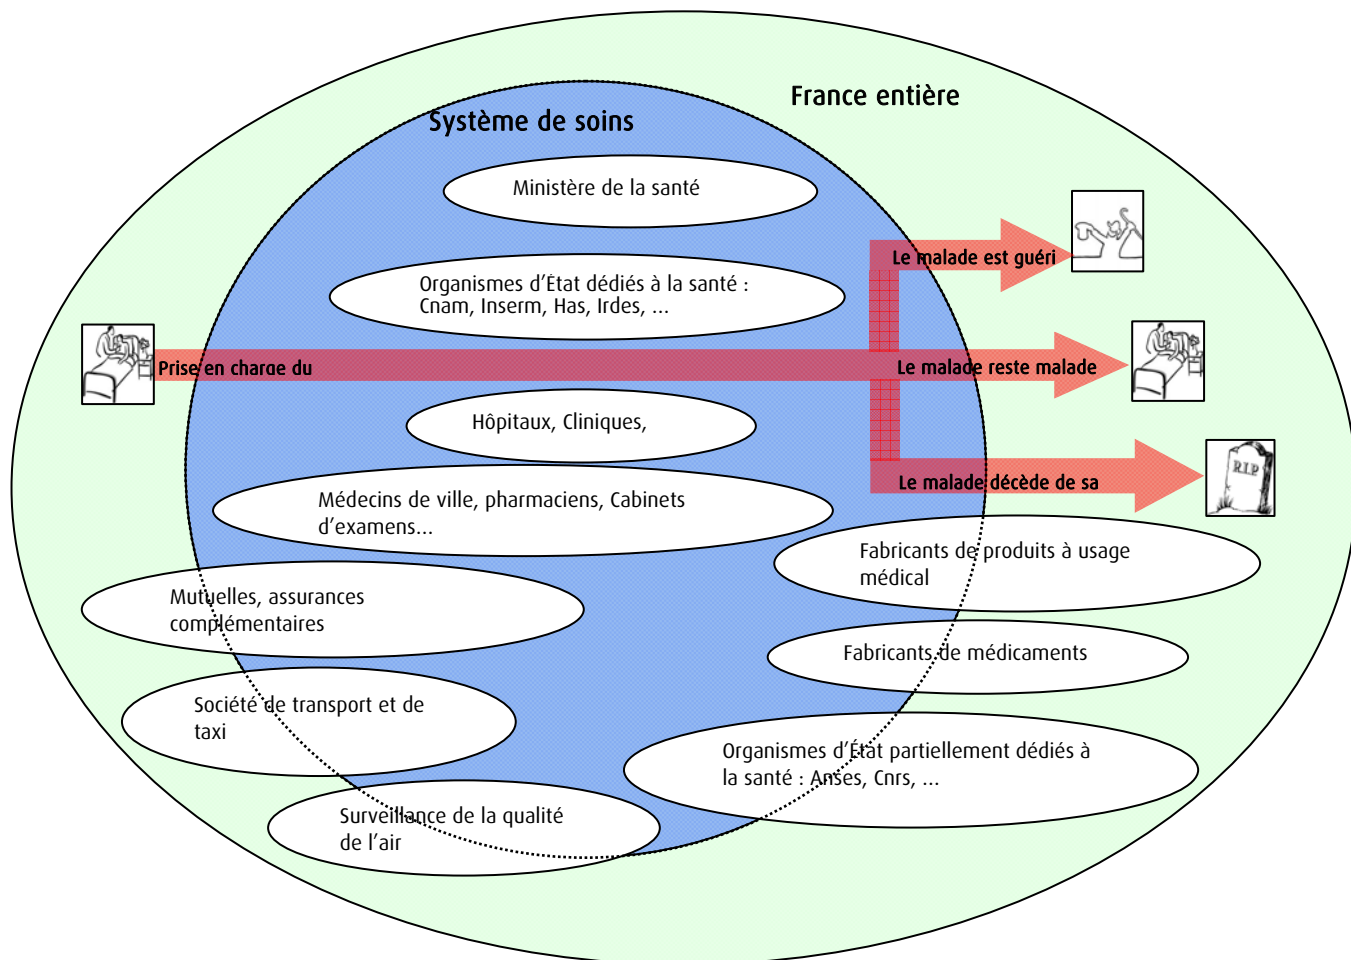 France entière
Système de soins
Ministère de la santé
Le malade est guéri
Organismes d'État dédiés à la santé :
Cnam, Inserm, Has, Irdes, ...
Prise en charge du
Le malade reste malade
Hôpitaux, Cliniques,
Le malade décède de sa
R.I.P
Médecins de ville, pharmaciens, Cabinets
d'examens...
Fabricants de produits à usage
médical
Mutuelles, assurances
complémentaires
Fabricants de médicaments
Société de transport et de
taxi
Organismes d'État partiellement dédiés à
la santé : Anses, Cnrs, ...
Surveillance de la qualité
de l'air